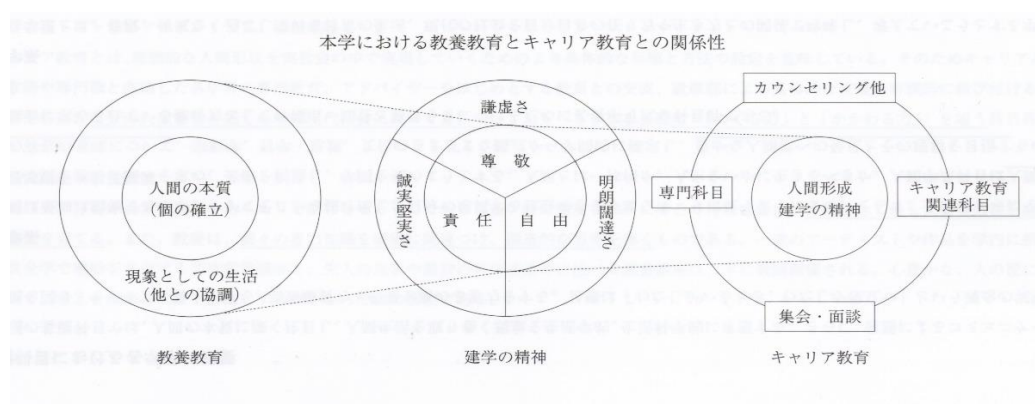 本学における教養教育とキャリア教育との関係性
人間の本質
(個の確立)
現象としての生活
(他との協調)
教養教育
謙虚さ
尊 敬
誠実堅実さ
責 任
自 由
明朗闊達さ
建学の精神
カウンセリング他
専門科目
人間形成
建学の精神
キャリア教育
関連科目
集会・面談
キャリア教育